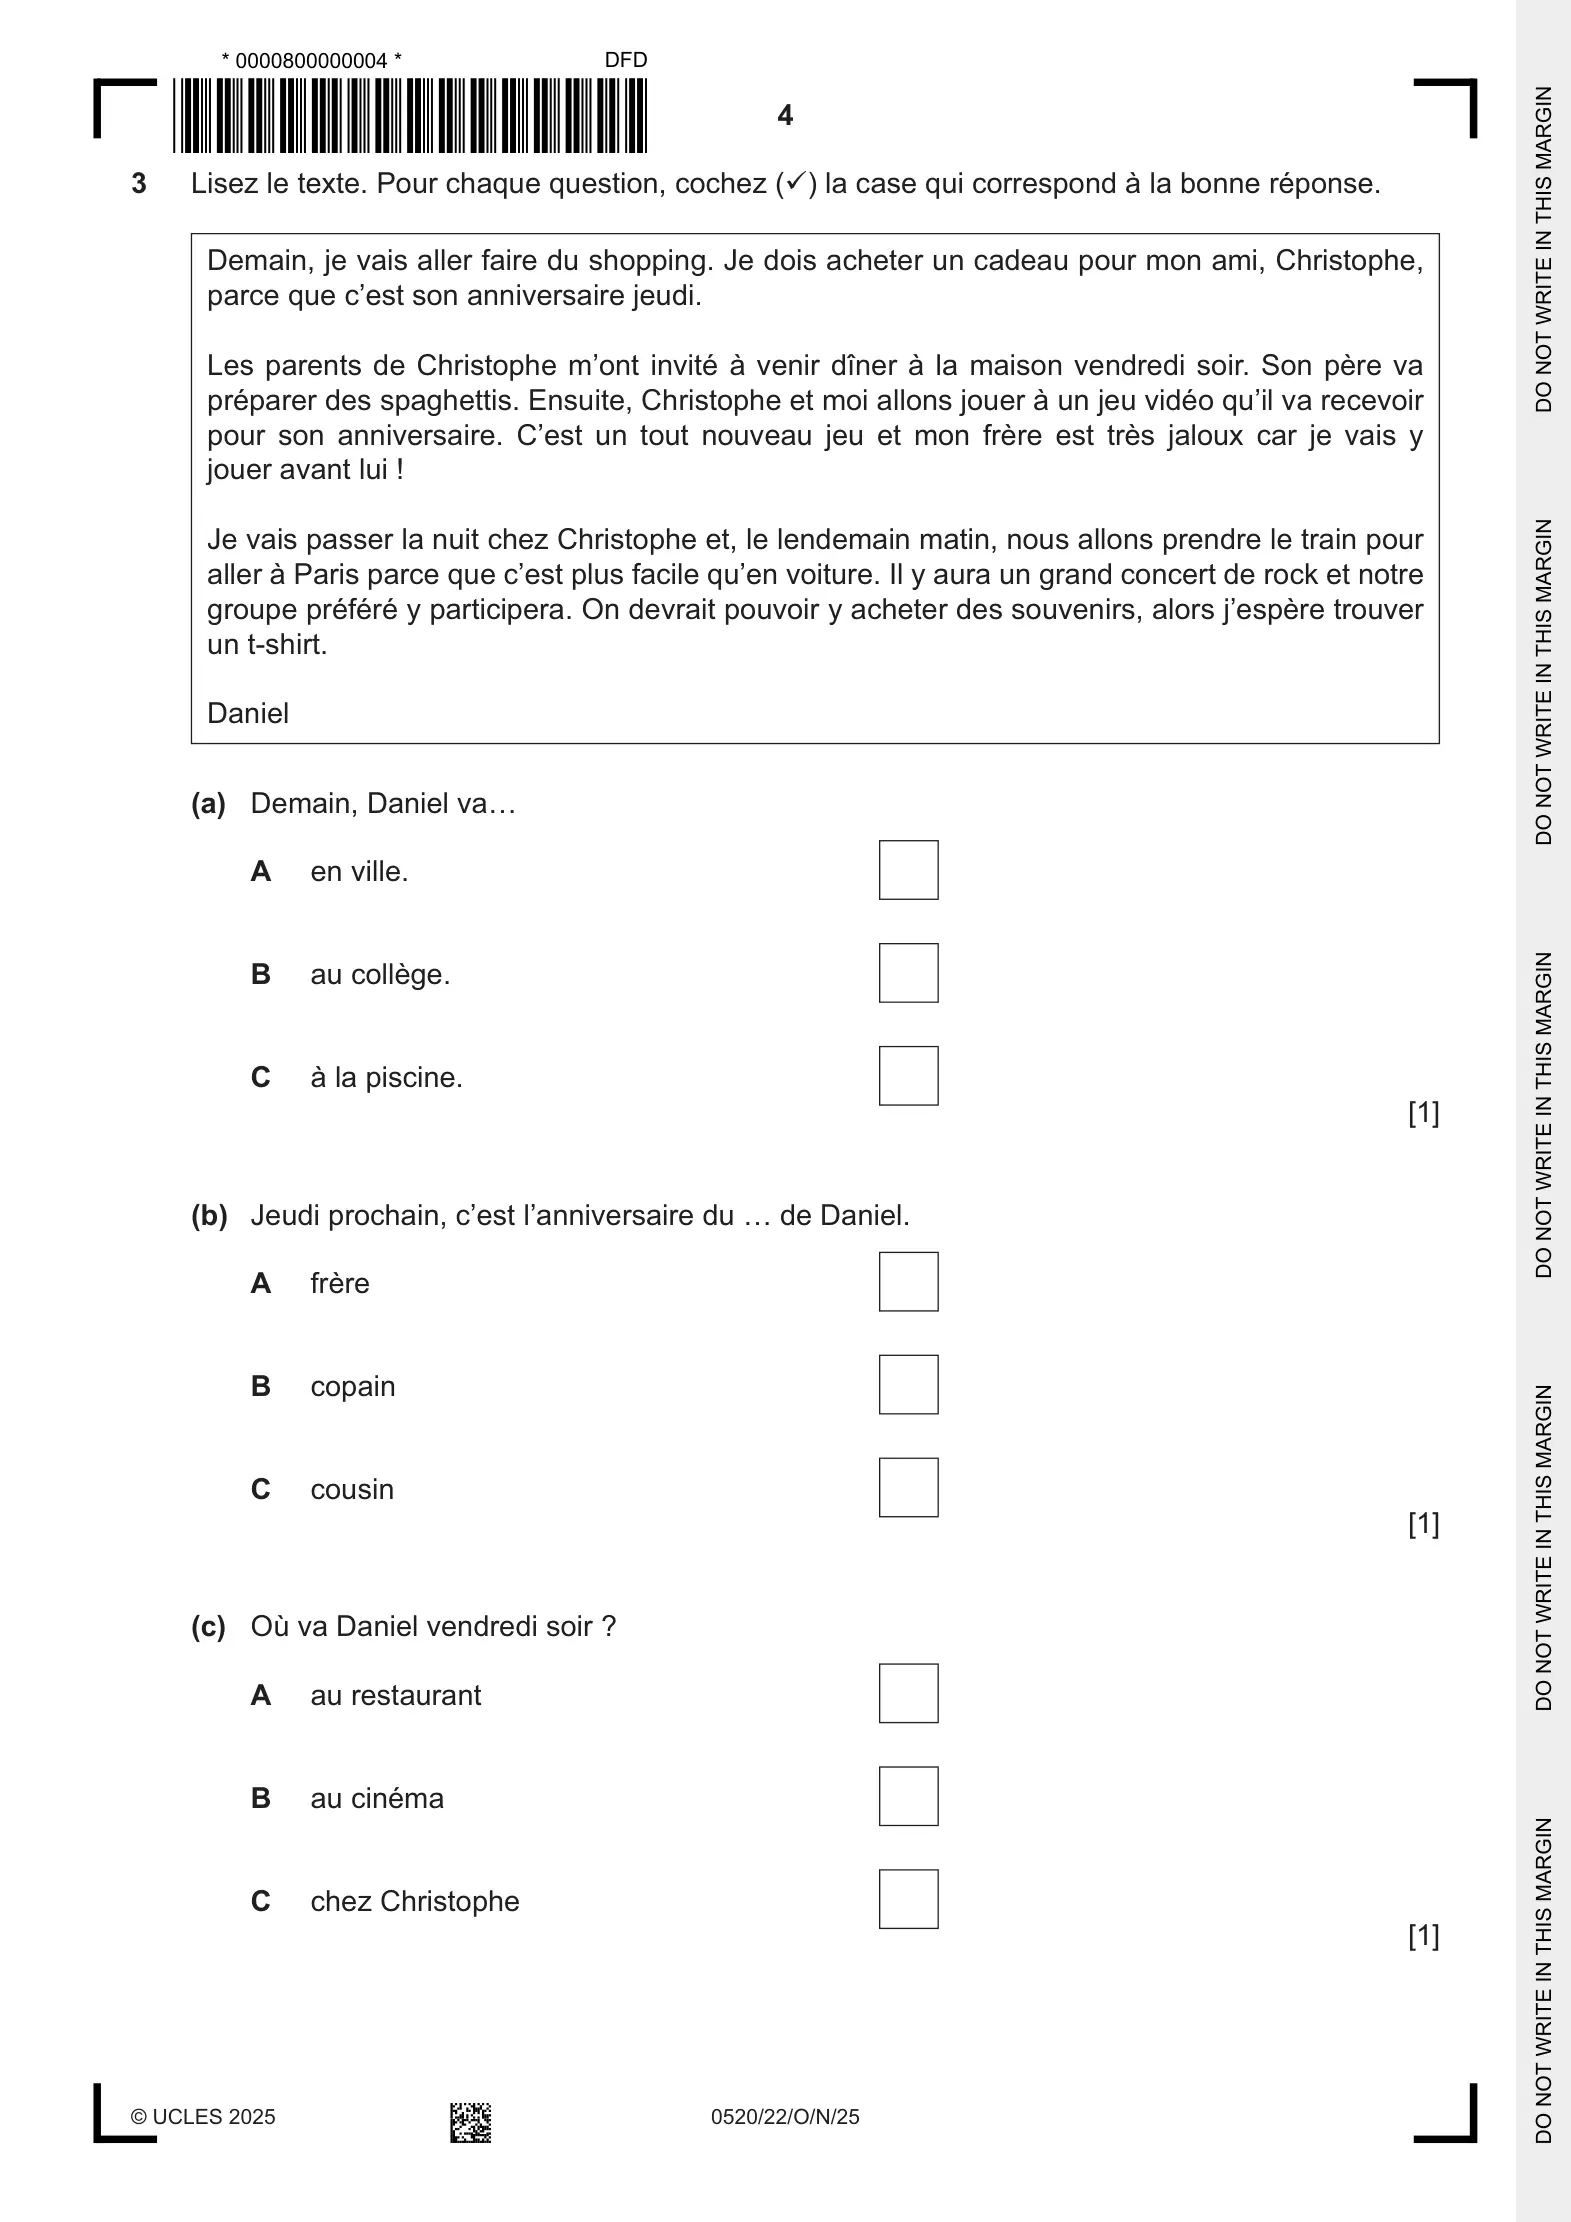 * 0000800000004 *
DFD
4
3 Lisez le texte. Pour chaque question, cochez (✓) la case qui correspond à la bonne réponse.
Demain, je vais aller faire du shopping. Je dois acheter un cadeau pour mon ami, Christophe,
parce que c’est son anniversaire jeudi.
Les parents de Christophe m’ont invité à venir dîner à la maison vendredi soir. Son père va
préparer des spaghettis. Ensuite, Christophe et moi allons jouer à un jeu vidéo qu’il va recevoir
pour son anniversaire. C’est un tout nouveau jeu et mon frère est très jaloux car je vais y
jouer avant lui !
Je vais passer la nuit chez Christophe et, le lendemain matin, nous allons prendre le train pour
aller à Paris parce que c’est plus facile qu’en voiture. Il y aura un grand concert de rock et notre
groupe préféré y participera. On devrait pouvoir y acheter des souvenirs, alors j’espère trouver
un t-shirt.
Daniel
(a) Demain, Daniel va…
A en ville.
B au collège.
C à la piscine.
[1]
(b) Jeudi prochain, c’est l’anniversaire du … de Daniel.
A frère
B copain
C cousin
[1]
(c) Où va Daniel vendredi soir ?
A au restaurant
B au cinéma
C chez Christophe
[1]
© UCLES 2025
0520/22/O/N/25
DO NOT WRITE IN THIS MARGIN
DO NOT WRITE IN THIS MARGIN
DO NOT WRITE IN THIS MARGIN
DO NOT WRITE IN THIS MARGIN
DO NOT WRITE IN THIS MARGIN